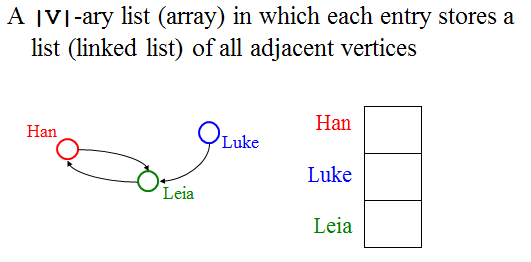 A |V|-ary list (array) in which each entry stores a
list (linked list) of all adjacent vertices
Han
Luke
Leia
Han
Luke
Leia